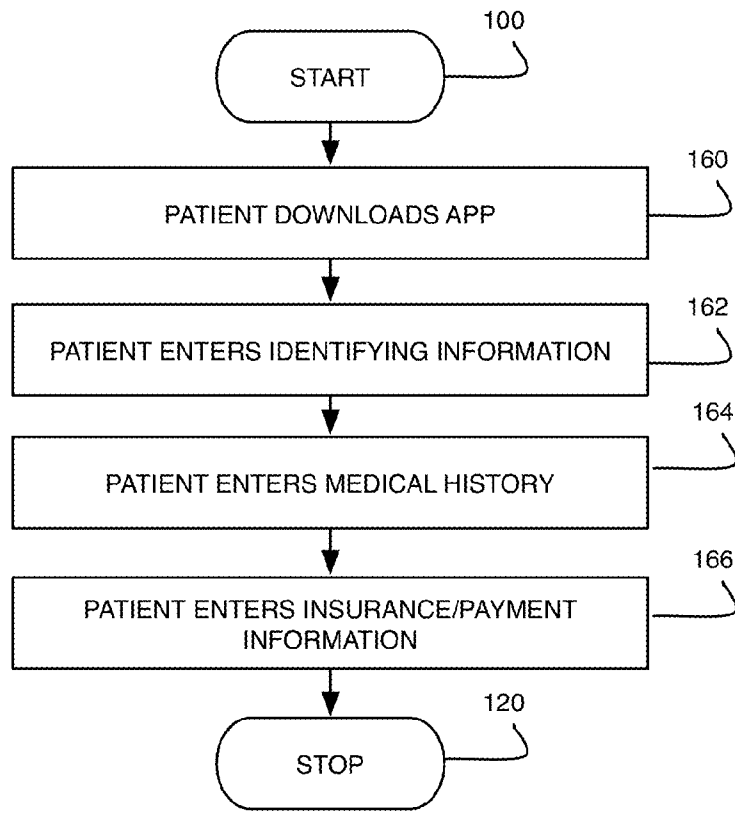 100
START
160
PATIENT DOWNLOADS APP
162
PATIENT ENTERS IDENTIFYING INFORMATION
164
PATIENT ENTERS MEDICAL HISTORY
166
PATIENT ENTERS INSURANCE/PAYMENT
INFORMATION
120
STOP